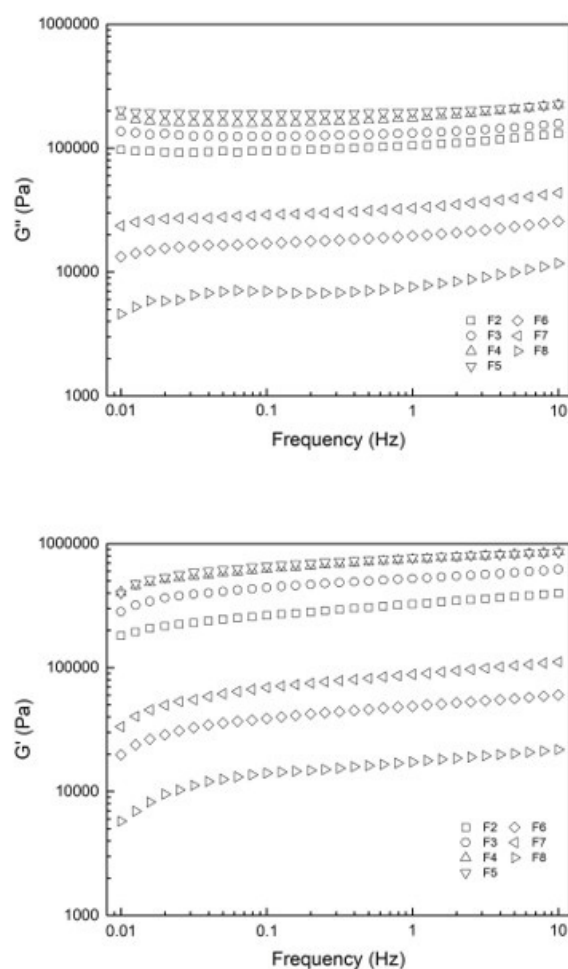 1000000
100000
10000
1000
G" (Pa)
F2 F6
F3 F7
F4 F8
F5
0.01 0.1 1 10
Frequency (Hz)
1000000
100000
10000
1000
G' (Pa)
F2 F6
F3 F7
F4 F8
F5
0.01 0.1 1 10
Frequency (Hz)